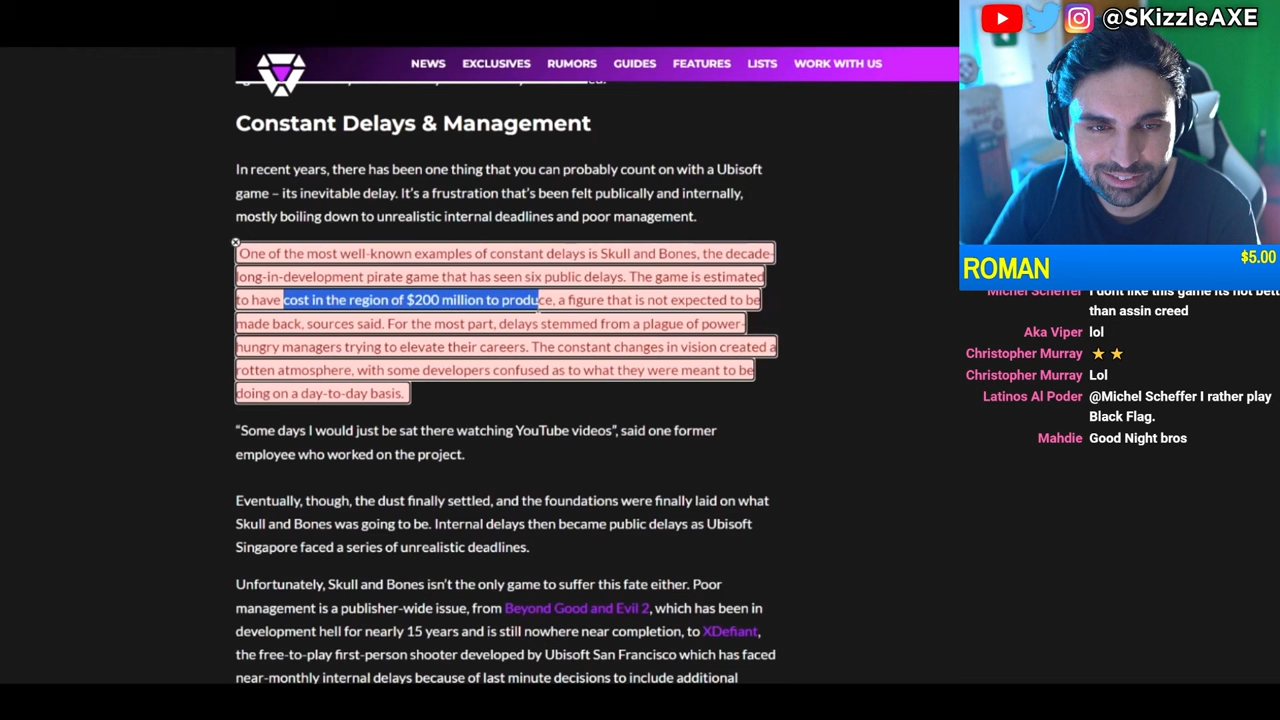 @SKizzleAXE
NEWS EXCLUSIVES RUMORS GUIDES FEATURES LISTS WORK WITH US
Constant Delays & Management
In recent years, there has been one thing that you can probably count on with a Ubisoft
game – its inevitable delay. It's a frustration that's been felt publically and internally,
mostly boiling down to unrealistic internal deadlines and poor management.
One of the most well-known examples of constant delays is Skull and Bones, the decade-
long-in-development pirate game that has seen six public delays. The game is estimated
to have cost in the region of $200 million to produce, a figure that is not expected to be
made back, sources said. For the most part, delays stemmed from a plague of power-
hungry managers trying to elevate their careers. The constant changes in vision created a
rotten atmosphere, with some developers confused as to what they were meant to be
doing on a day-to-day basis.
“Some days I would just be sat there watching YouTube videos”, said one former
employee who worked on the project.
Eventually, though, the dust finally settled, and the foundations were finally laid on what
Skull and Bones was going to be. Internal delays then became public delays as Ubisoft
Singapore faced a series of unrealistic deadlines.
Unfortunately, Skull and Bones isn't the only game to suffer this fate either. Poor
management is a publisher-wide issue, from Beyond Good and Evil 2, which has been in
development hell for nearly 15 years and is still nowhere near completion, to XDefiant,
the free-to-play first-person shooter developed by Ubisoft San Francisco which has faced
near-monthly internal delays because of last minute decisions to include additional
ROMAN $5.00
Michel Scheffer I dont like this game its not bett
than assin creed
Aka Viper lol
Christopher Murray ⭐⭐
Christopher Murray Lol
Latinos Al Poder @Michel Scheffer I rather play
Black Flag.
Mahdie Good Night bros